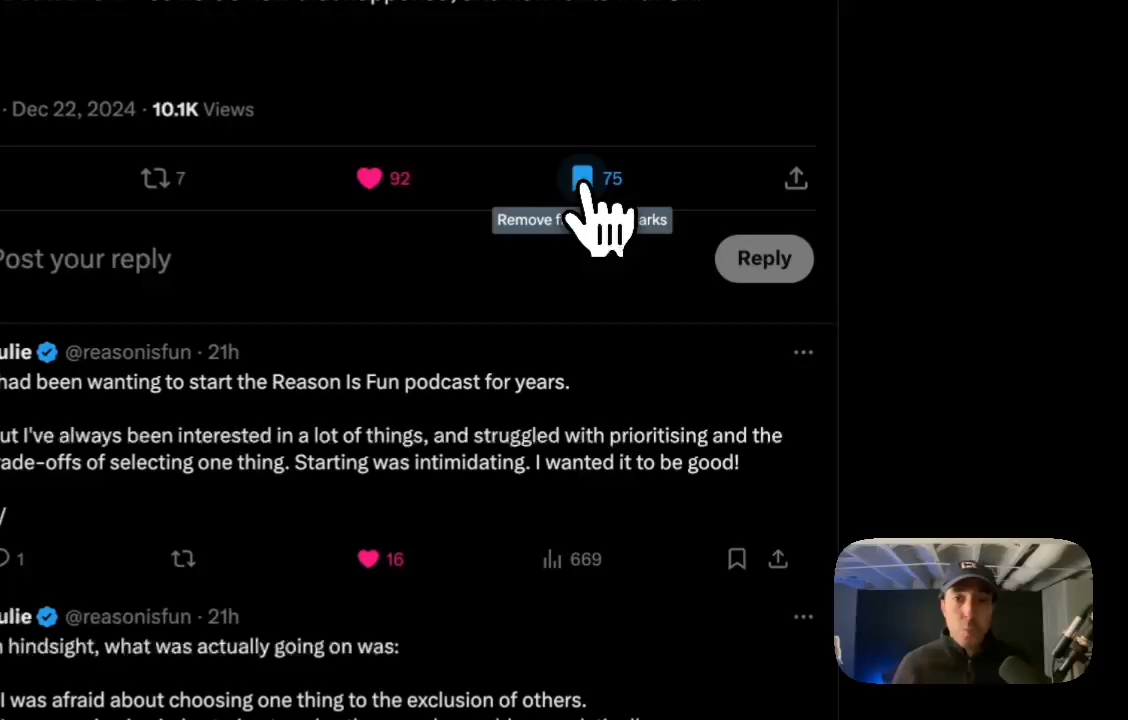 · Dec 22, 2024 · 10.1K Views
7 92 75
Remove f arks
Post your reply
Reply
ulie @reasonisfun · 21h
had been wanting to start the Reason Is Fun podcast for years.
ut I've always been interested in a lot of things, and struggled with prioritising and the
ade-offs of selecting one thing. Starting was intimidating. I wanted it to be good!
/
1 16 669
ulie @reasonisfun · 21h
n hindsight, what was actually going on was:
I was afraid about choosing one thing to the exclusion of others.